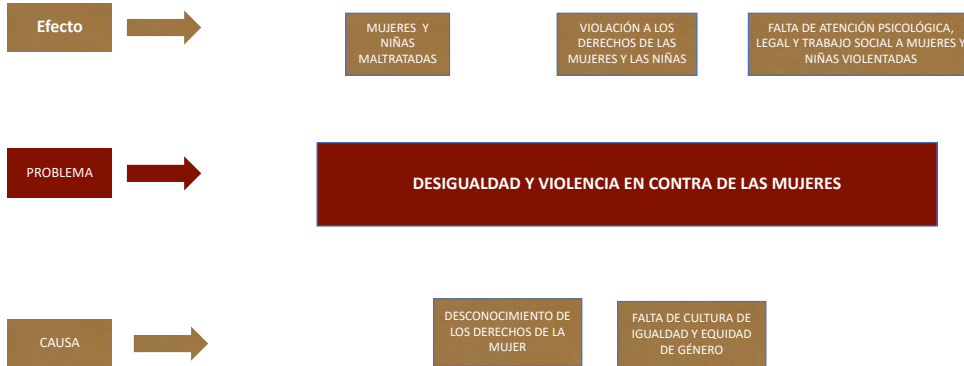 Efecto
MUJERES Y
NIÑAS
MALTRATADAS
VIOLACIÓN A LOS
DERECHOS DE LAS
MUJERES Y LAS NIÑAS
FALTA DE ATENCIÓN PSICOLÓGICA,
LEGAL Y TRABAJO SOCIAL A MUJERES Y
NIÑAS VIOLENTADAS
PROBLEMA
DESIGUALDAD Y VIOLENCIA EN CONTRA DE LAS MUJERES
CAUSA
DESCONOCIMIENTO DE
LOS DERECHOS DE LA
MUJER
FALTA DE CULTURA DE
IGUALDAD Y EQUIDAD
DE GÉNERO